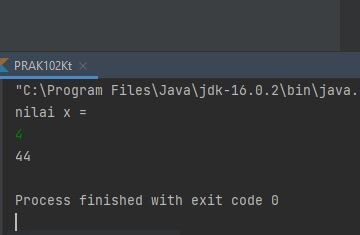 PRAK102Kt
"C:\Program Files\Java\jdk-16.0.2\bin\java.
nilai x =
4
44
Process finished with exit code 0